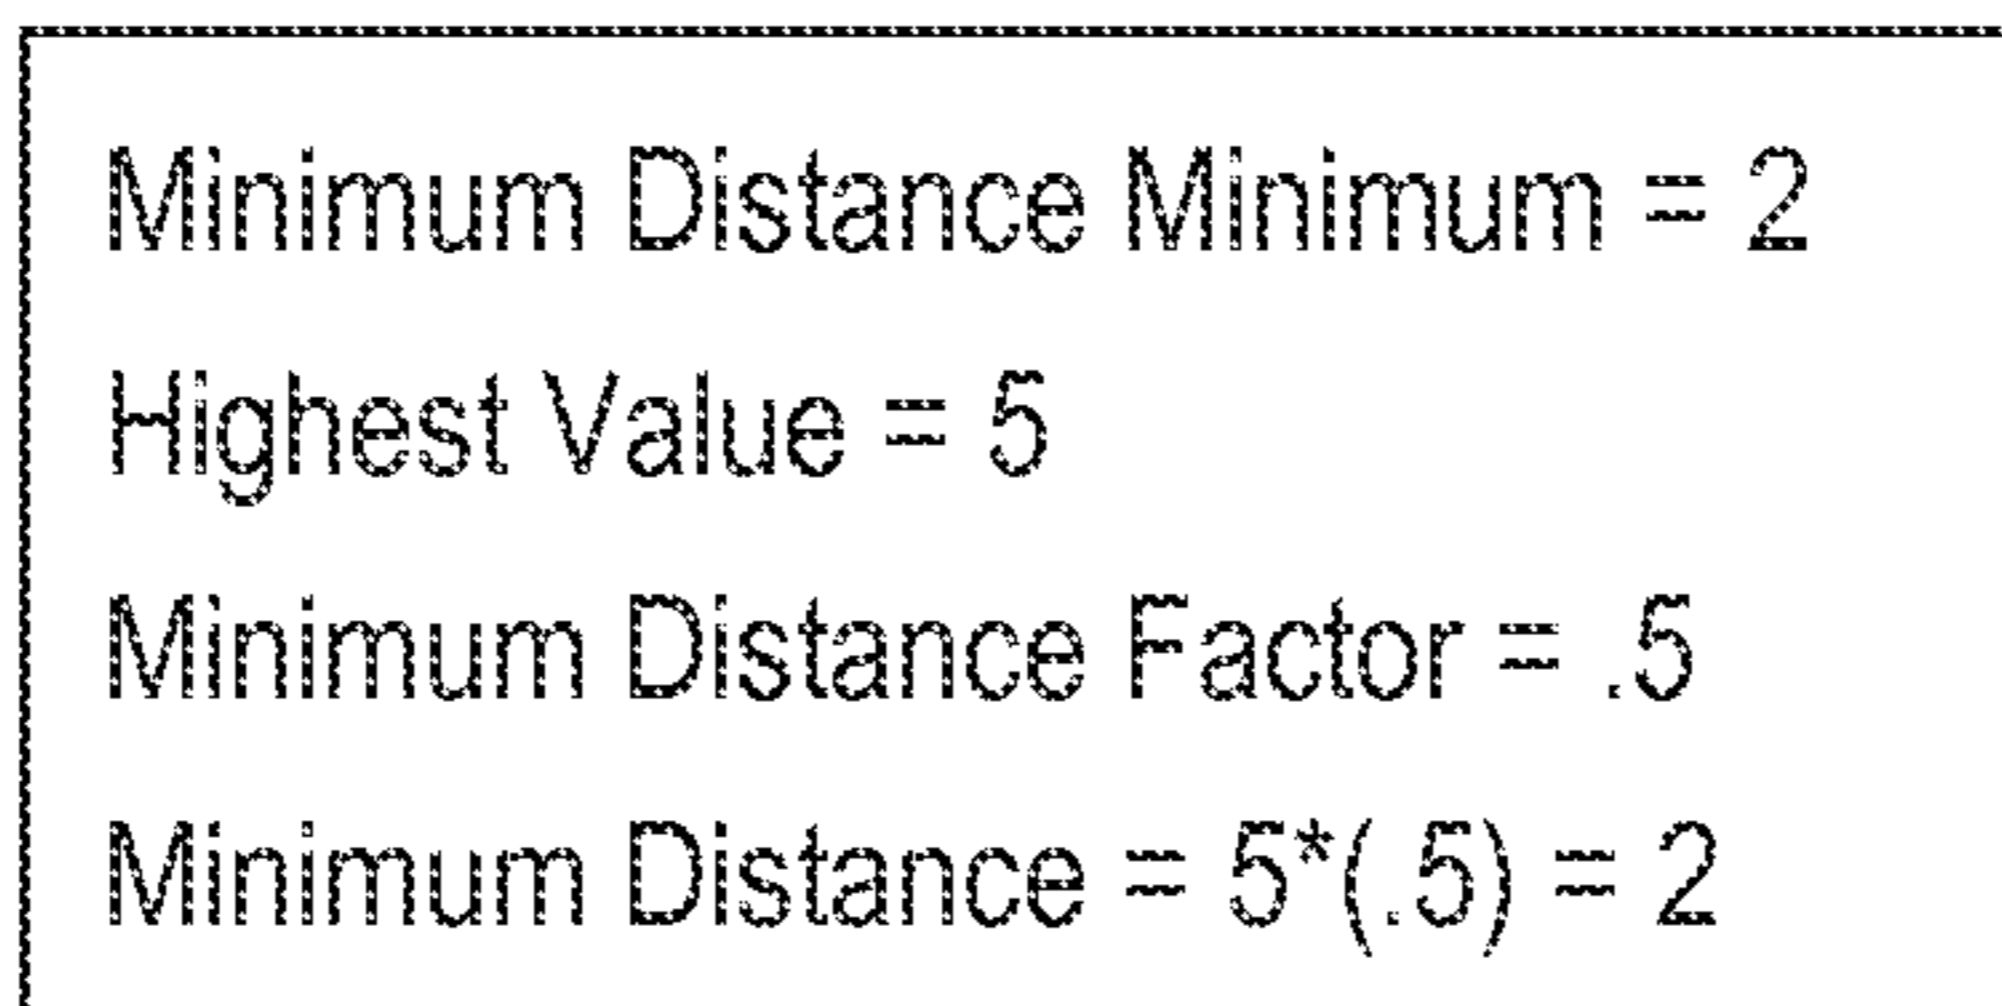 Minimum Distance Minimum = 2
Highest Value = 5
Minimum Distance Factor = .5
Minimum Distance = 5*(.5) = 2